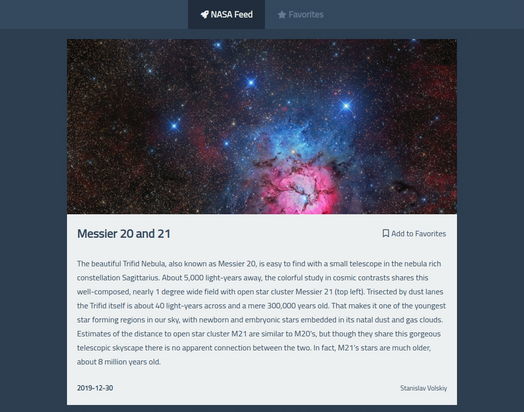 NASA Feed
Favorites
Messier 20 and 21
Add to Favorites
The beautiful Trifid Nebula, also known as Messier 20, is easy to find with a small telescope in the nebula rich
constellation Sagittarius. About 5,000 light-years away, the colorful study in cosmic contrasts shares this
well-composed, nearly 1 degree wide field with open star cluster Messier 21 (top left). Trisected by dust lanes
the Trifid itself is about 40 light-years across and a mere 300,000 years old. That makes it one of the youngest
star forming regions in our sky, with newborn and embryonic stars embedded in its natal dust and gas clouds.
Estimates of the distance to open star cluster M21 are similar to M20's, but though they share this gorgeous
telescopic skyscape there is no apparent connection between the two. In fact, M21's stars are much older,
about 8 million years old.
2019-12-30
Stanislav Volskiy